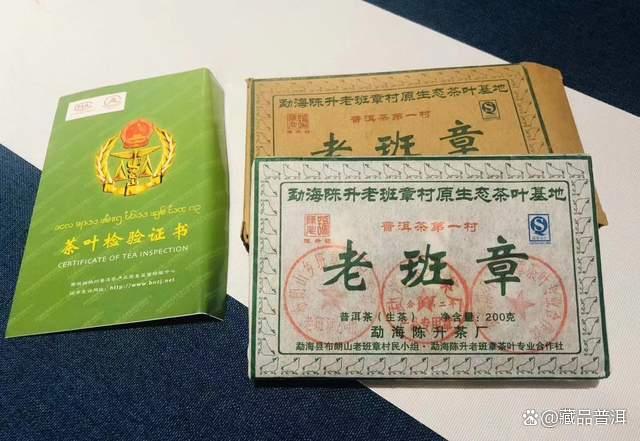 茶叶检验证书
CERTIFICATE OF TEA INSPECTION
http://www.bntj.net
勐海陈升老班章村原生态茶叶基地
普洱茶第一村
老班章
勐海陈升老班章村原生态茶叶基地
普洱茶第一村
老班章
普洱茶（生茶） 净含量：200克
勐海陈升茶厂
勐海县布朗山老班章村民小组·勐海陈升老班章茶叶专业合作社
@藏品普洱